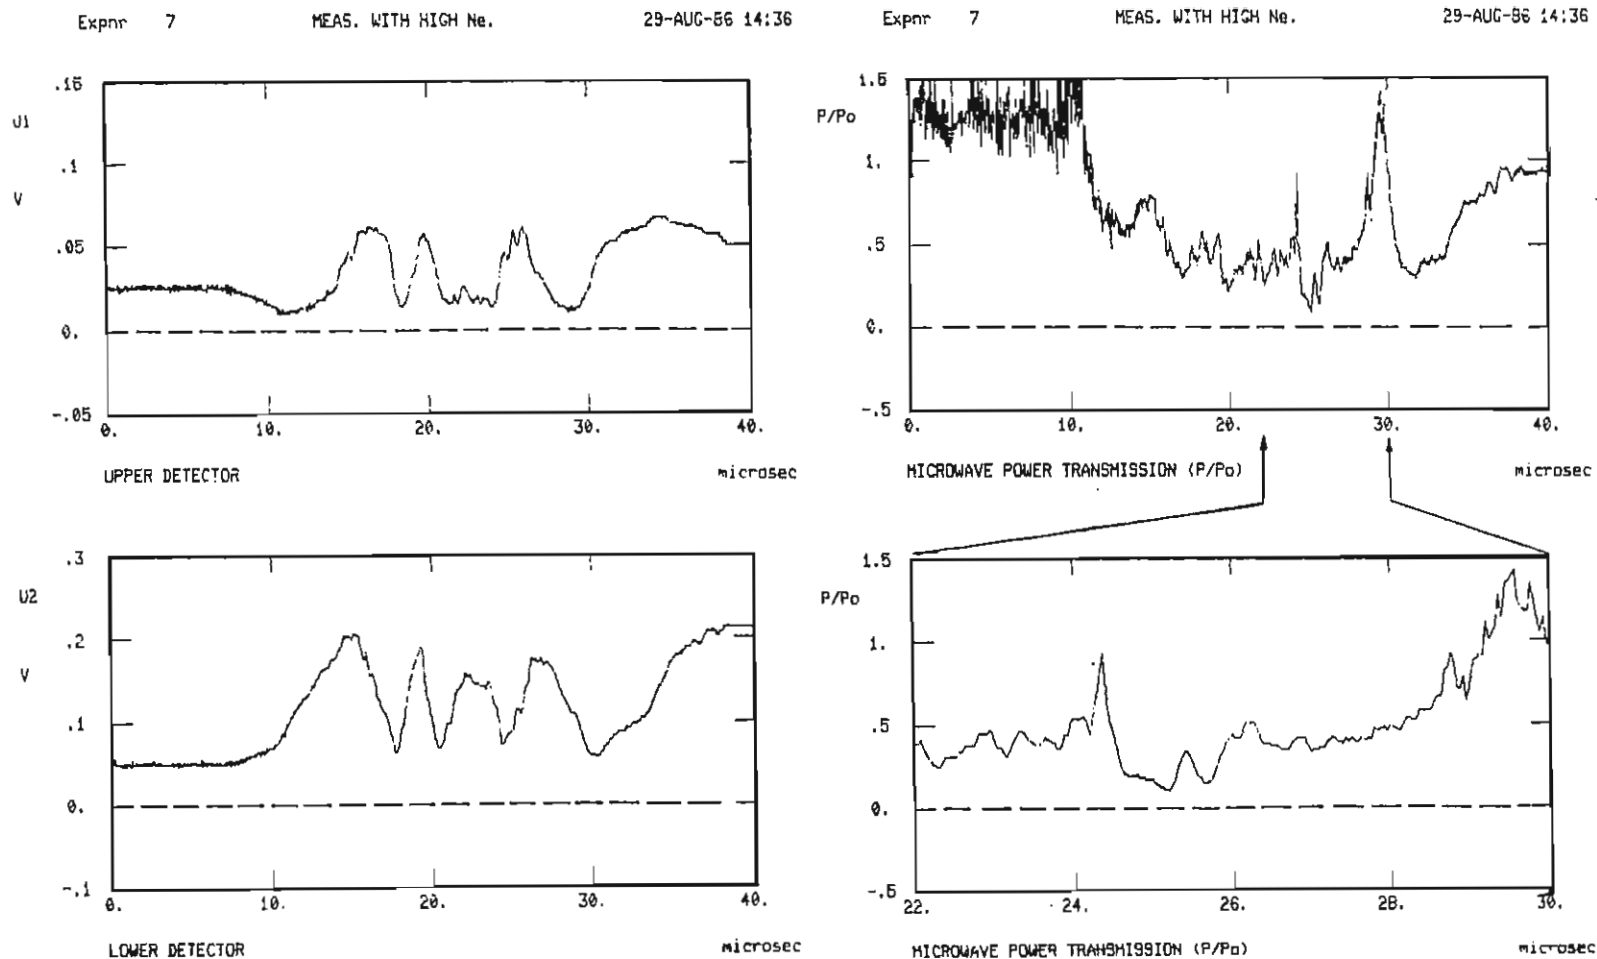 Expnr 7 MEAS. WITH HIGH Ne. 29-AUG-86 14:36
.15
U1
.1
V
.05
0.
-.05
0. 10. 20. 30. 40.
UPPER DETECTOR microsec
Expnr 7 MEAS. WITH HIGH Ne. 29-AUG-86 14:36
1.5
P/Po
1.
.5
0.
-.5
0. 10. 20. 30. 40.
MICROWAVE POWER TRANSMISSION (P/Po) microsec
.3
U2
.2
V
.1
0.
-.1
0. 10. 20. 30. 40.
LOWER DETECTOR microsec
1.5
P/Po
1.
.5
0.
-.5
22. 24. 26. 28. 30.
MICROWAVE POWER TRANSMISSION (P/Po) microsec